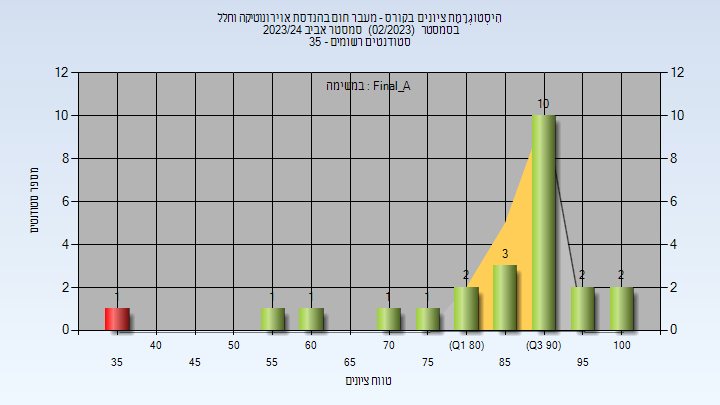 היסטוגרמת ציונים בקורס - מעבר חום בהנדסת אוירונוטיקה וחלל
בסמסטר (02/2023) סמסטר אביב 2023/24
סטודנטים רשומים - 35
במשימה : Final_A
12 12
10 10
8 8
6 6
4 4
2 2
0 0
מספר סטודנטים
1 1 1 1 1 2 3 10 2 2
40 50 60 70 (Q1 80) (Q3 90) 100
35 45 55 65 75 85 95
טווח ציונים